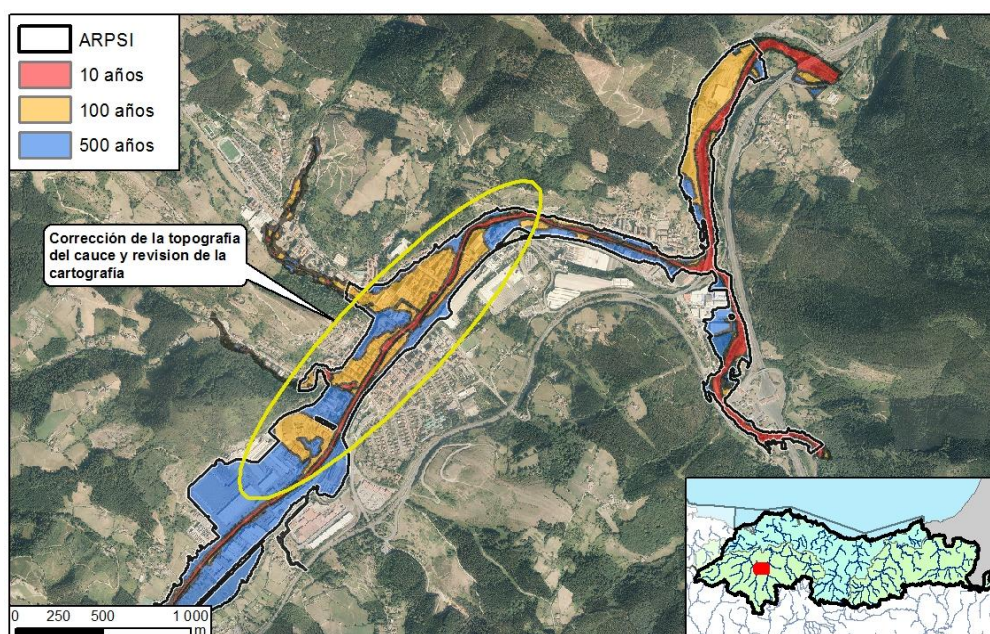 ARPSI
10 años
100 años
500 años
Corrección de la topografía
del cauce y revision de la
cartografía
0 250 500 1 000
m